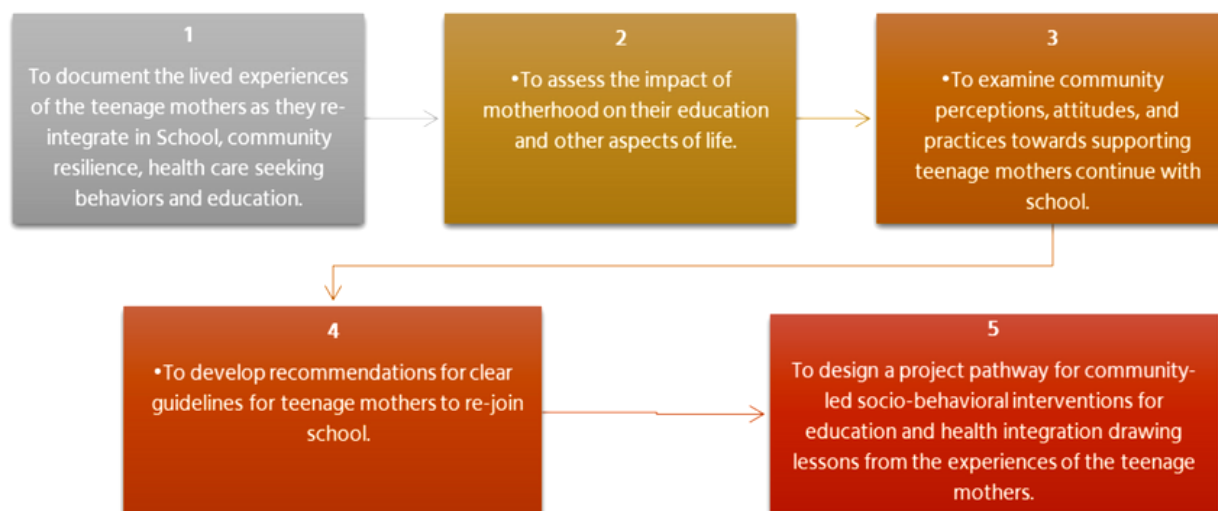 1
To document the lived experiences
of the teenage mothers as they re-
integrate in School, community
resilience, health care seeking
behaviors and education.
2
•To assess the impact of
motherhood on their education
and other aspects of life.
3
•To examine community
perceptions, attitudes, and
practices towards supporting
teenage mothers continue with
school.
4
•To develop recommendations for clear
guidelines for teenage mothers to re-join
school.
5
To design a project pathway for community-
led socio-behavioral interventions for
education and health integration drawing
lessons from the experiences of the teenage
mothers.